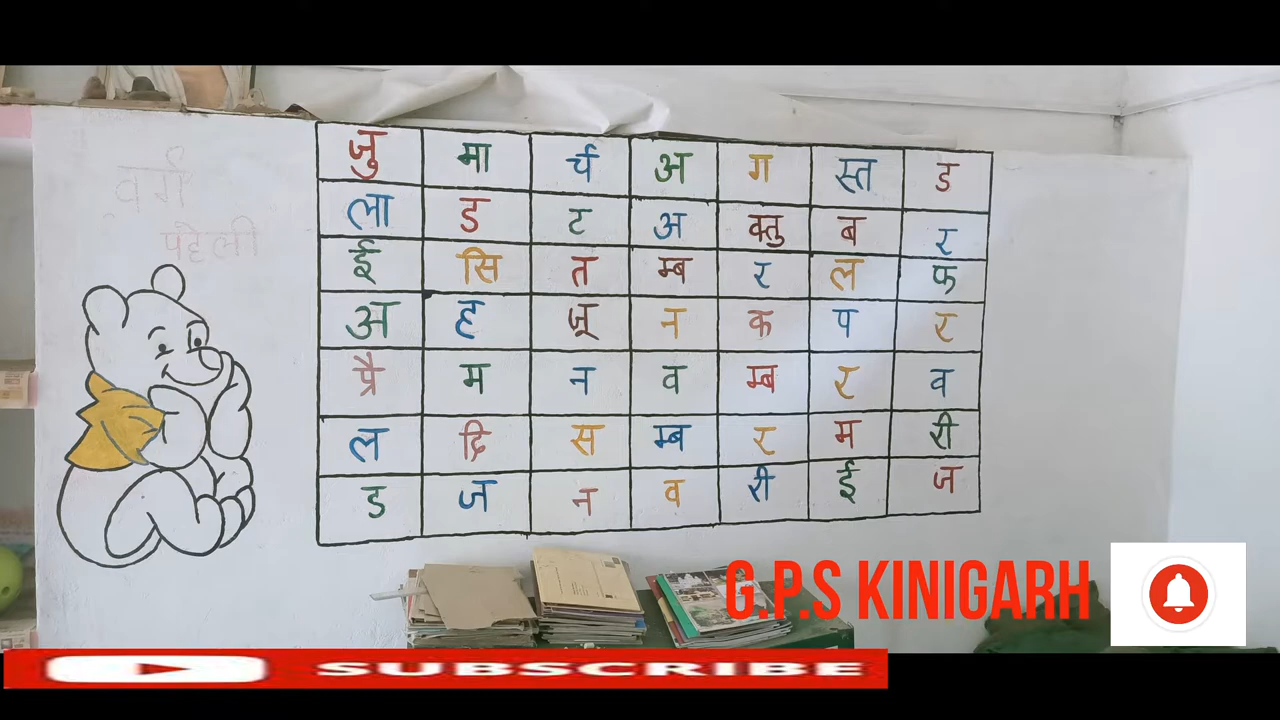 वर्ग
पहेली
जु मा र्च अ ग स्त ड
ला ड ट अ क्तु ब र
ई सि त म्ब र ल फ
अ ह जू न क प र
प्रै म न व म्ब र व
ल दि स म्ब र म री
ड ज न व री ई ज
G.P.S KINIGARH
SUBSCRIBE